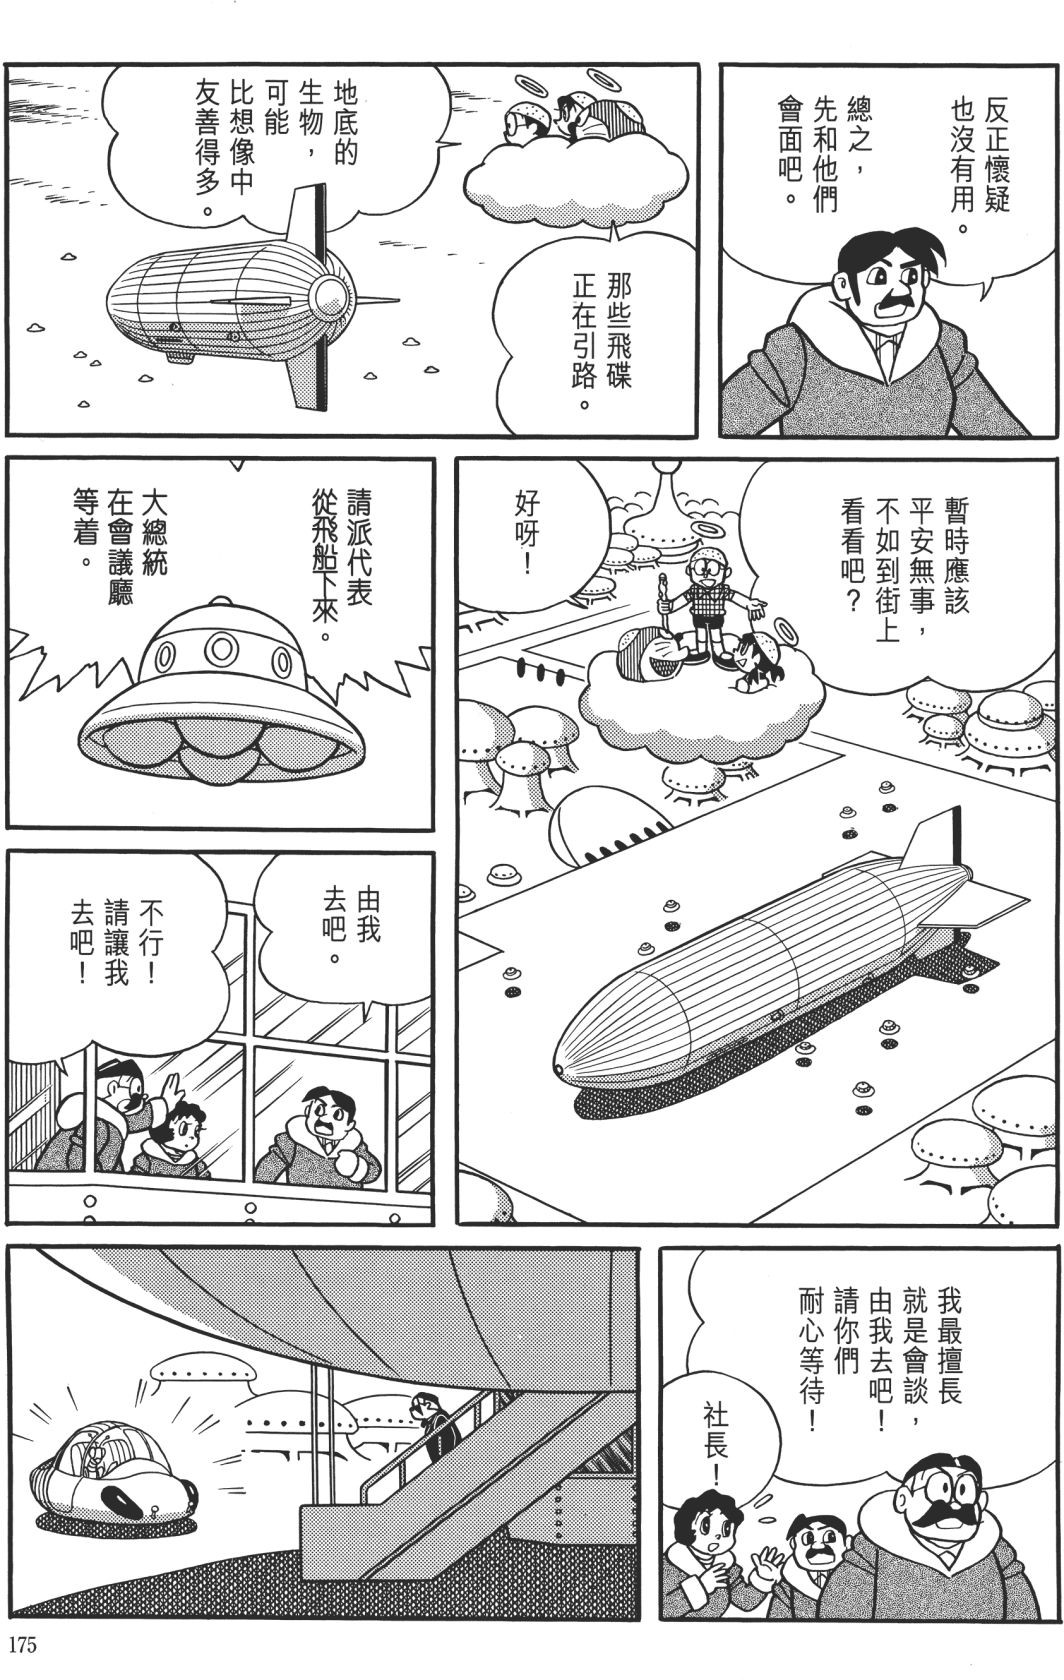 反正懷疑
也沒有用。
總之，
先和他們
會面吧。
地底的
生物，
可能
比想像中
友善得多。
那些飛碟
正在引路。
暫時應該
平安無事，
不如到街上
看看吧？
好呀！
請派代表
從飛船下來。
大總統
在會議廳
等着。
由我
去吧。
不行！
請讓我
去吧！
我最擅長
就是會談，
由我去吧！
請你們
耐心等待！
社長！
175